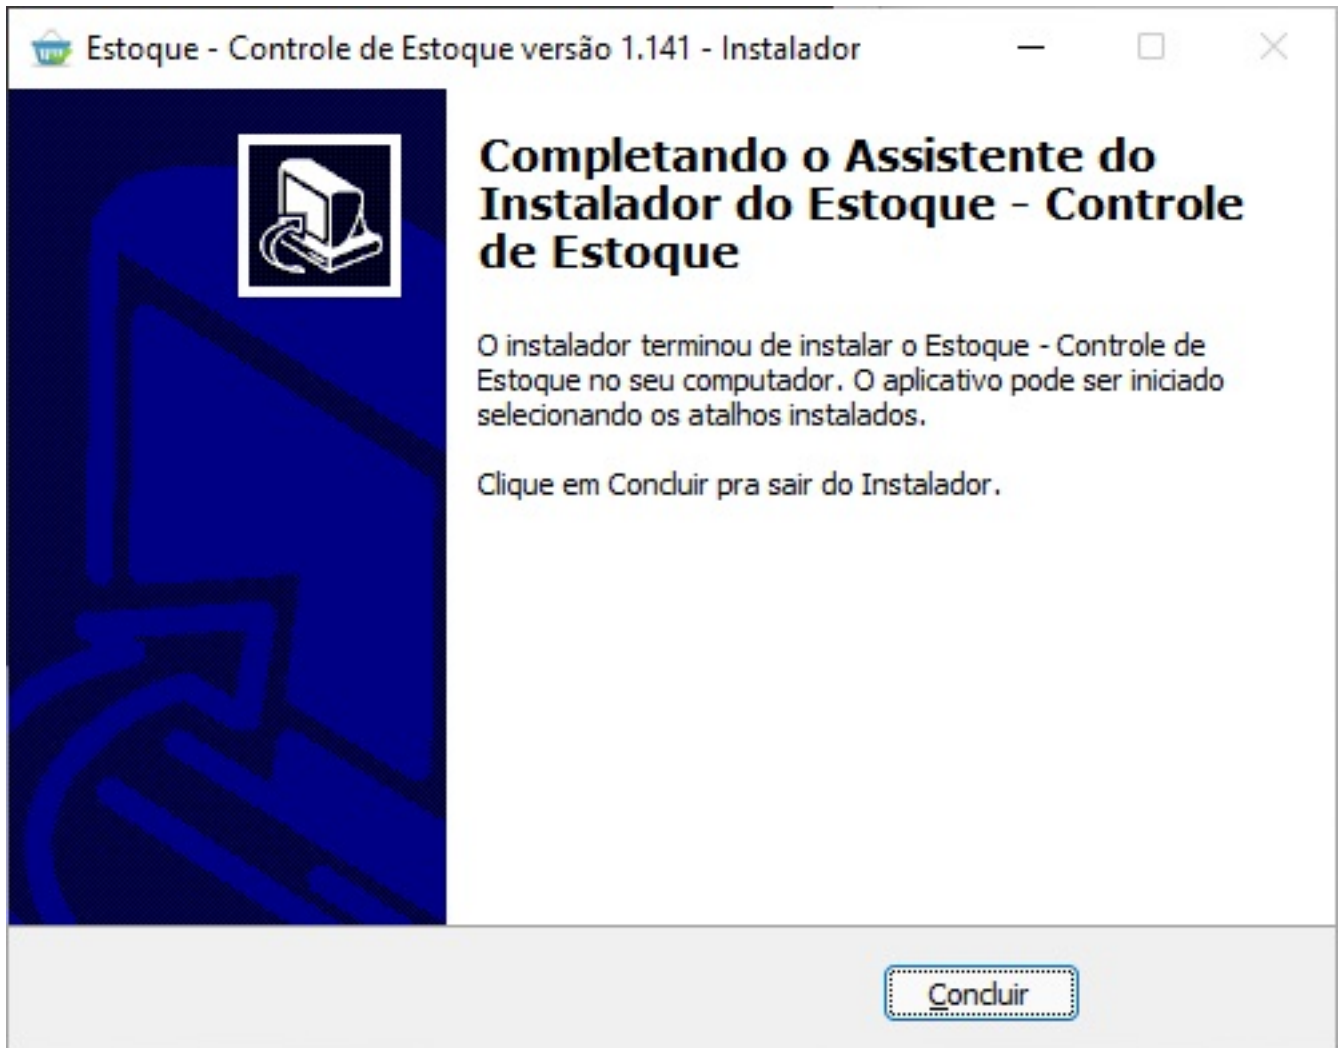 Estoque - Controle de Estoque versão 1.141 - Instalador
Completando o Assistente do
Instalador do Estoque - Controle
de Estoque
O instalador terminou de instalar o Estoque - Controle de
Estoque no seu computador. O aplicativo pode ser iniciado
selecionando os atalhos instalados.
Clique em Concluir pra sair do Instalador.
Concluir